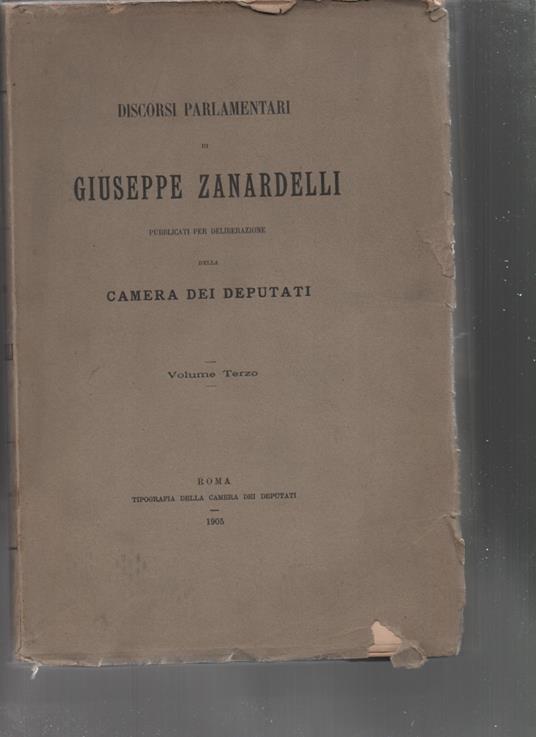 DISCORSI PARLAMENTARI
DI
GIUSEPPE ZANARDELLI
PUBBLICATI PER DELIBERAZIONE
DELLA
CAMERA DEI DEPUTATI
Volume Terzo
ROMA
TIPOGRAFIA DELLA CAMERA DEI DEPUTATI
1905